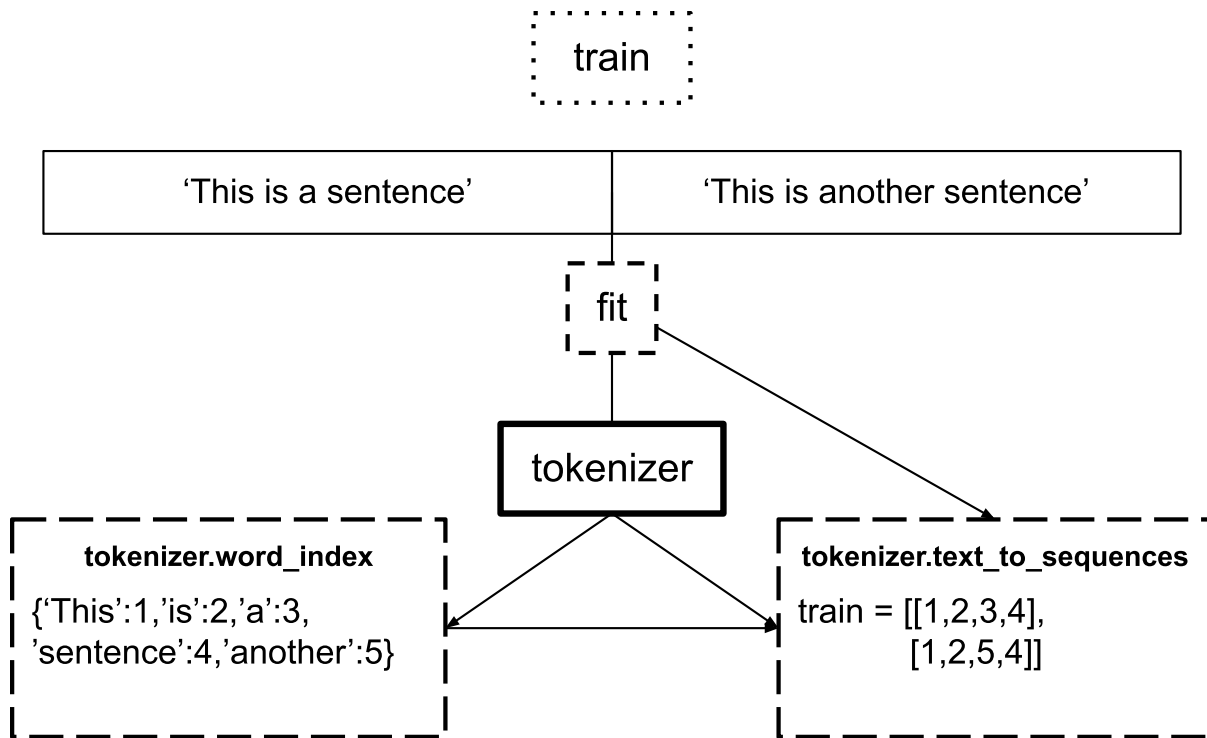 train
‘This is a sentence’
‘This is another sentence’
fit
tokenizer
tokenizer.word_index
{‘This’:1,’is’:2,’a’:3,
’sentence’:4,’another’:5}
tokenizer.text_to_sequences
train = [[1,2,3,4],
[1,2,5,4]]